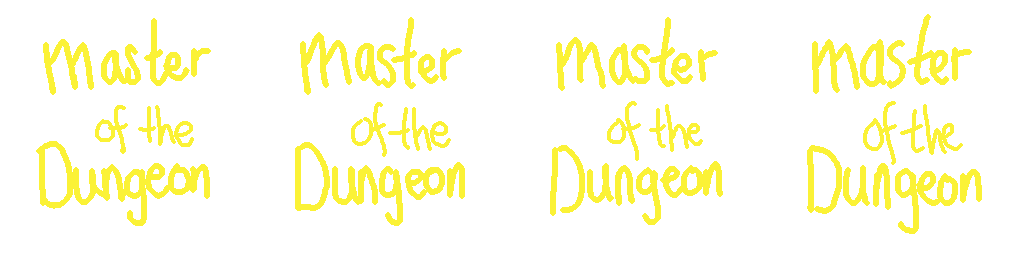 master master master master
of the of the of the of the
Dungeon Dungeon Dungeon Dungeon